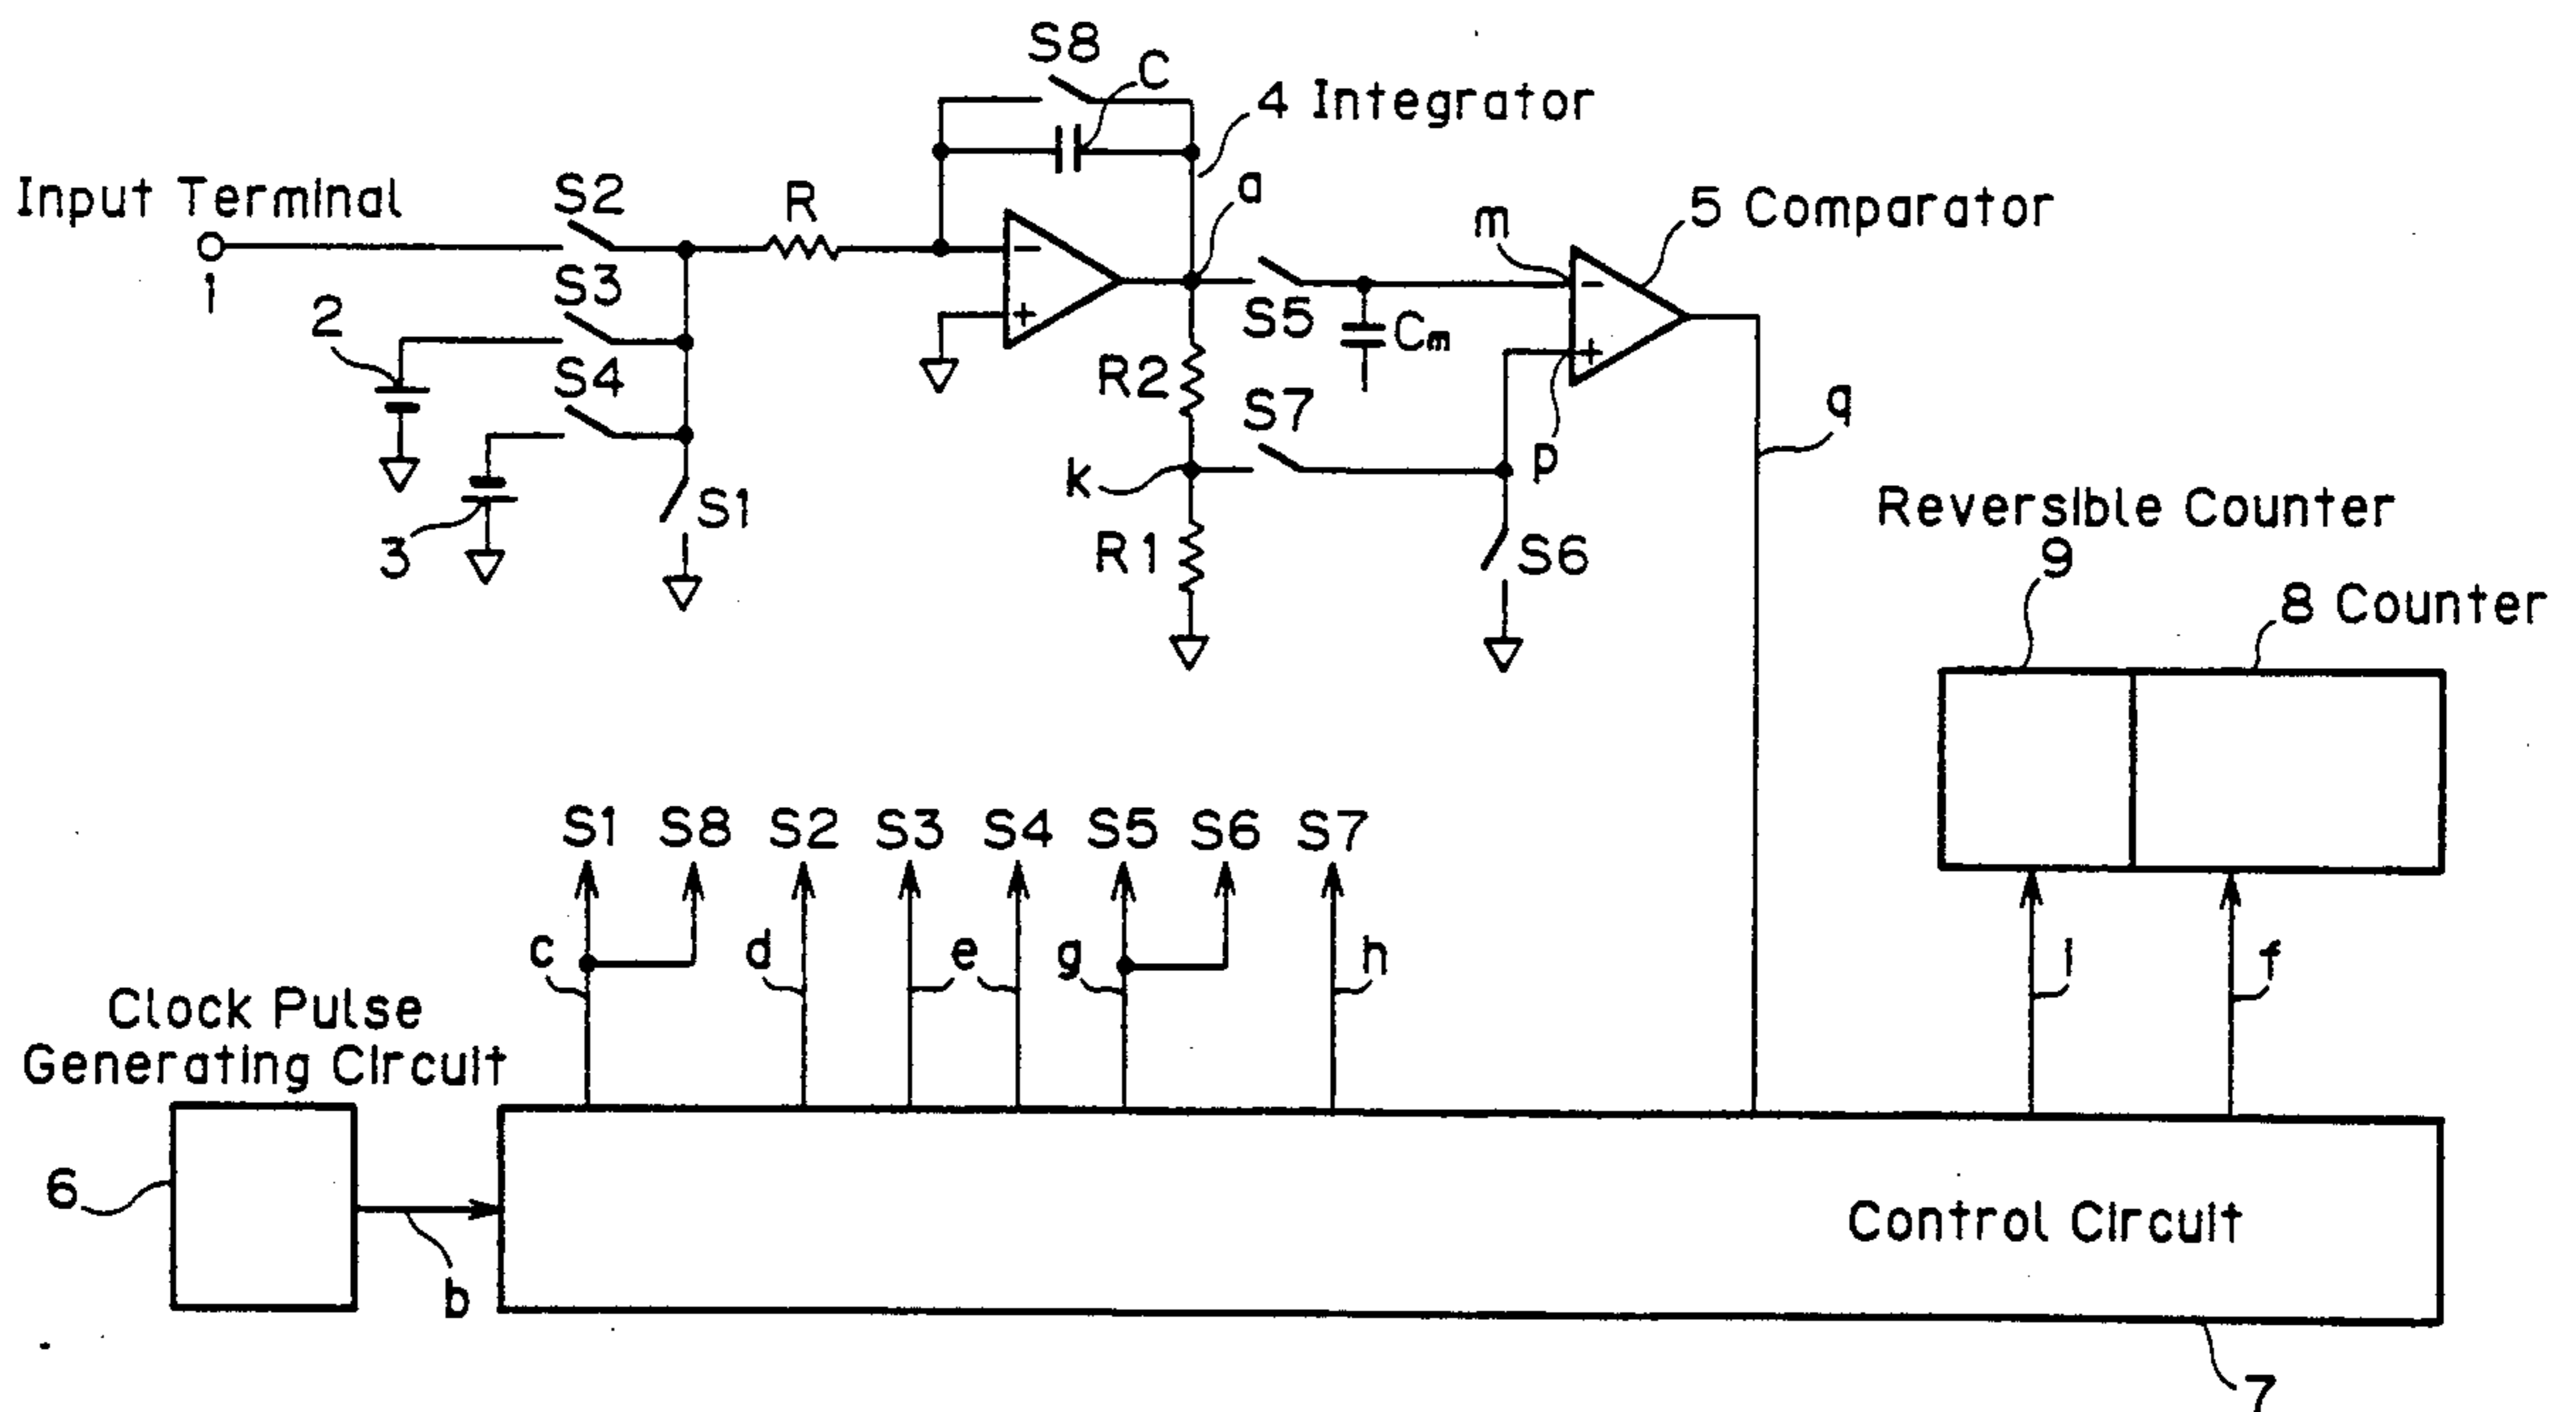 S8
C
4 Integrator
a
Input Terminal
1
S2
R
m
5 Comparator
−
+
−
+
S3
2
S4
S5
Cm
R2
S7
p
q
k
3
S1
R1
S6
Reversible Counter
9
8 Counter
S1 S8 S2 S3 S4 S5 S6 S7
c d e g h i f
Clock Pulse
Generating Circuit
6
b
Control Circuit
7